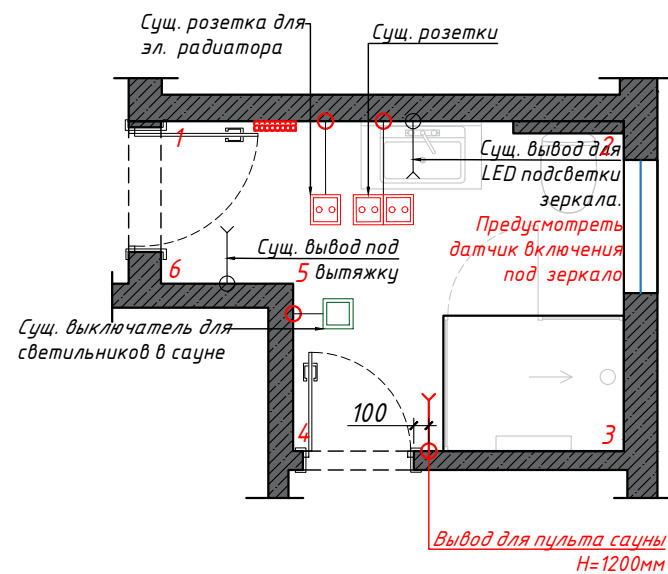 Сущ. розетка для
эл. радиатора
Сущ. розетки
1
2
Сущ. вывод для
LED подсветки
зеркала.
Предусмотреть
датчик включения
под зеркало
Сущ. вывод под
вытяжку
6
5
Сущ. выключатель для
светильников в сауне
100
4
3
Вывод для пульта сауны
H=1200мм